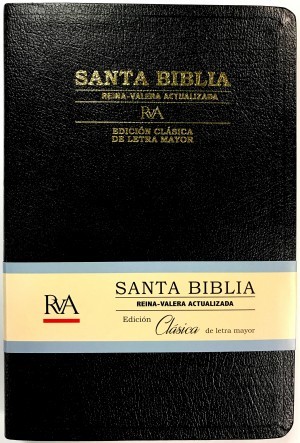 SANTA BIBLIA
REINA-VALERA ACTUALIZADA
RVA
EDICIÓN CLÁSICA
DE LETRA MAYOR
RVA
SANTA BIBLIA
REINA-VALERA ACTUALIZADA
Edición Clásica de letra mayor